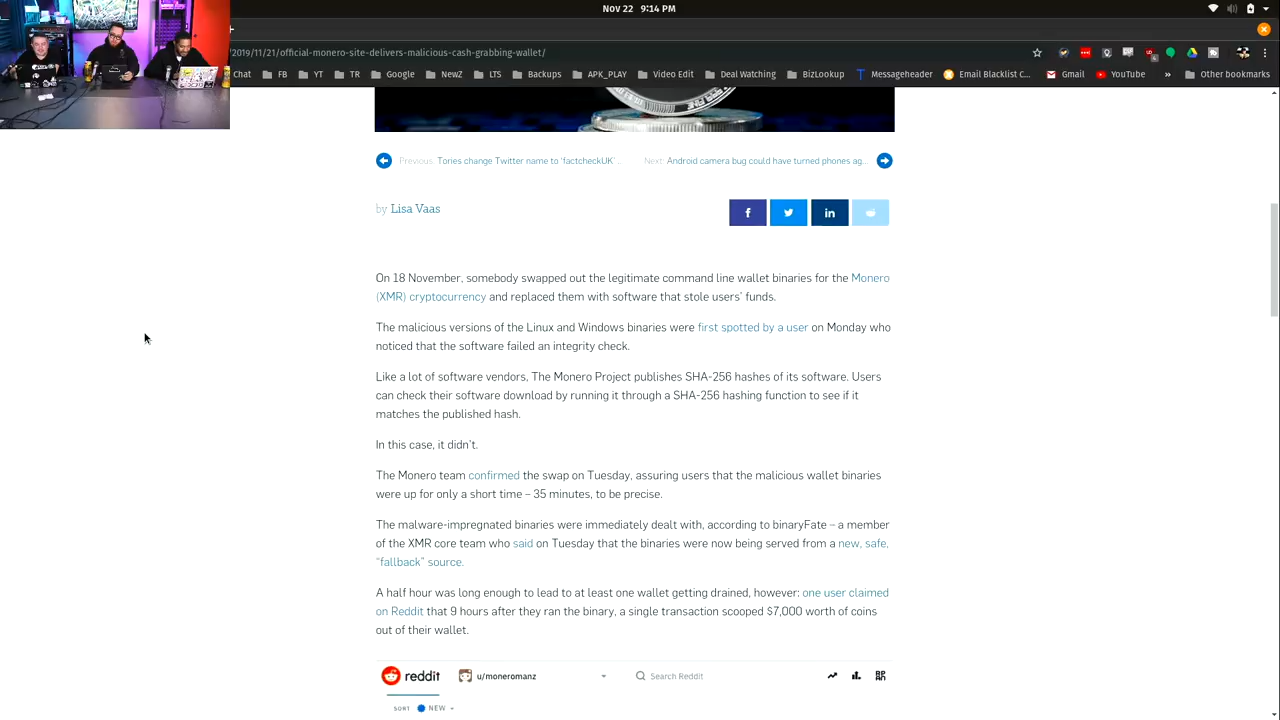 Nov 22 9:14 PM
/2019/11/21/official-monero-site-delivers-malicious-cash-grabbing-wallet/
Chat FB PVT Streams Google NewZ LTS Backups APK_PLAY Video Edit Deal Watching BizLookup Messages Entire Blacklist C... Gmail YouTube Other bookmarks
Previous: Tories change Twitter name to 'factcheckUK' ...
Next: Android camera bug could have turned phones ag...
by Lisa Vaas
On 18 November, somebody swapped out the legitimate command line wallet binaries for the Monero
(XMR) cryptocurrency and replaced them with software that stole users' funds.
The malicious versions of the Linux and Windows binaries were first spotted by a user on Monday who
noticed that the software failed an integrity check.
Like a lot of software vendors, The Monero Project publishes SHA-256 hashes of its software. Users
can check their software download by running it through a SHA-256 hashing function to see if it
matches the published hash.
In this case, it didn't.
The Monero team confirmed the swap on Tuesday, assuring users that the malicious wallet binaries
were up for only a short time – 35 minutes, to be precise.
The malware-impregnated binaries were immediately dealt with, according to binaryFate – a member
of the XMR core team who said on Tuesday that the binaries were now being served from a new, safe,
"fallback" source.
A half hour was long enough to lead to at least one wallet getting drained, however: one user claimed
on Reddit that 9 hours after they ran the binary, a single transaction scooped $7,000 worth of coins
out of their wallet.
reddit u/moneromanz Search Reddit
SORT NEW